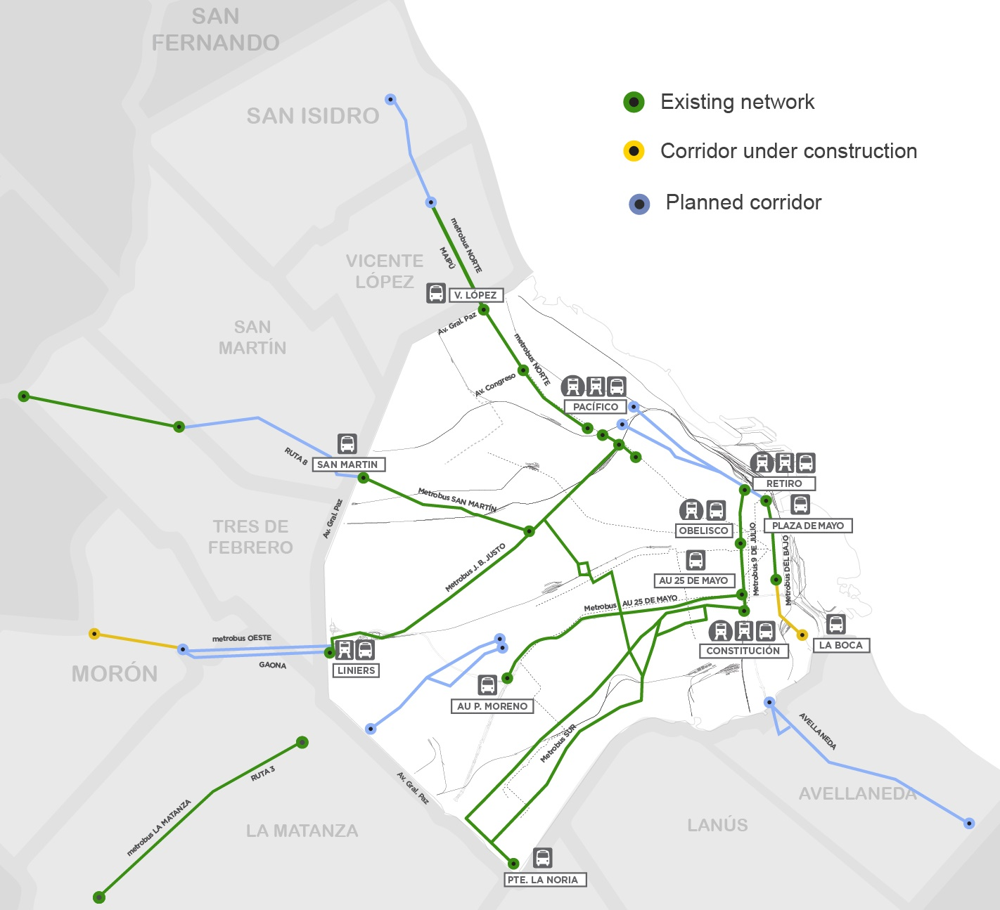 SAN
FERNANDO
Existing network
SAN ISIDRO
Corridor under construction
Planned corridor
metrobus NORTE
MAIPÚ
VICENTE
LÓPEZ
V. LÓPEZ
Av. Gral. Paz
SAN
MARTÍN
metrobus NORTE
Av. Congreso
PACÍFICO
RUTA 8
SAN MARTIN
RETIRO
Metrobus SAN MARTÍN
Av. Gral. Paz
TRES DE
FEBRERO
OBELISCO
PLAZA DE MAYO
Metrobus 9 DE JULIO
Metrobus DEL BAJO
Metrobus J. B. JUSTO
AU 25 DE MAYO
Metrobus AU 25 DE MAYO
metrobus OESTE
GAONA
MORÓN
LINIERS
CONSTITUCIÓN
LA BOCA
AU P. MORENO
Metrobus SUR
AVELLANEDA
Av. Gral. Paz
RUTA 3
metrobus LA MATANZA
AVELLANEDA
LANÚS
LA MATANZA
PTE. LA NORIA